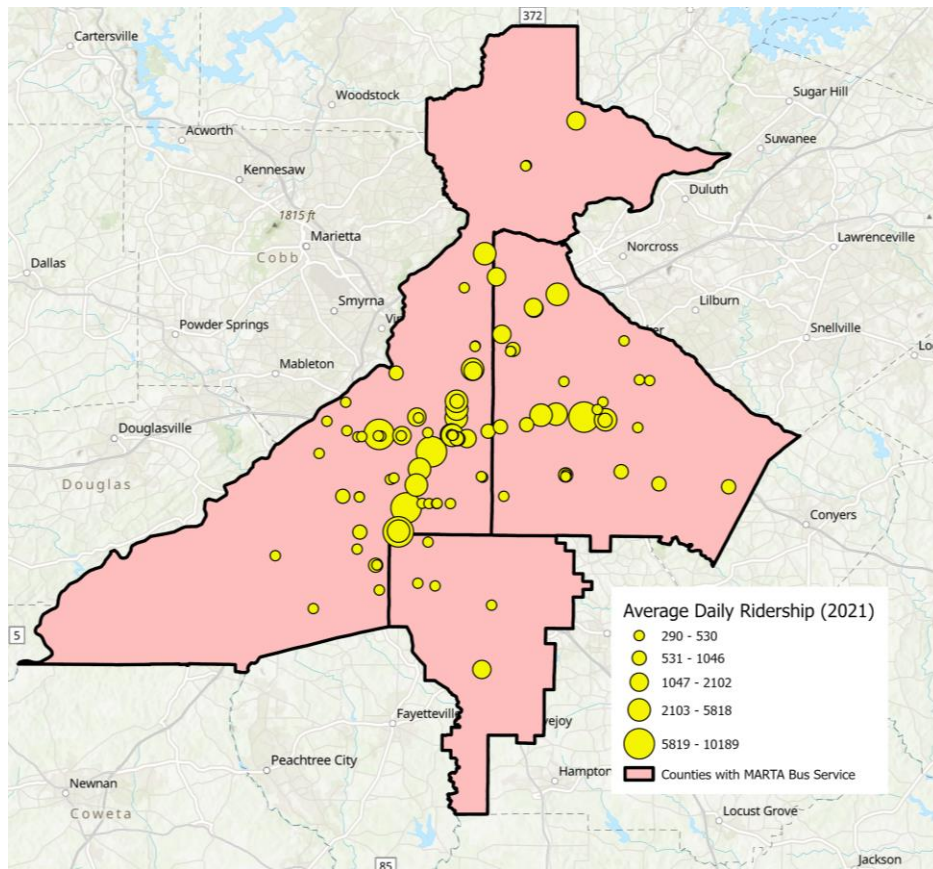 372
Cartersville
Sugar Hill
Woodstock
Acworth
Suwanee
Kennesaw
Duluth
1815 ft
Marietta
Norcross
Lawrenceville
Cobb
Dallas
Smyrna
Lilburn
Powder Springs
Snellville
Mableton
Douglasville
Douglas
Conyers
5
Average Daily Ridership (2021)
290 - 530
531 - 1046
1047 - 2102
2103 - 5818
5819 - 10189
Counties with MARTA Bus Service
Fayetteville
Peachtree City
Hampton
Newnan
Coweta
Locust Grove
85
Jackson